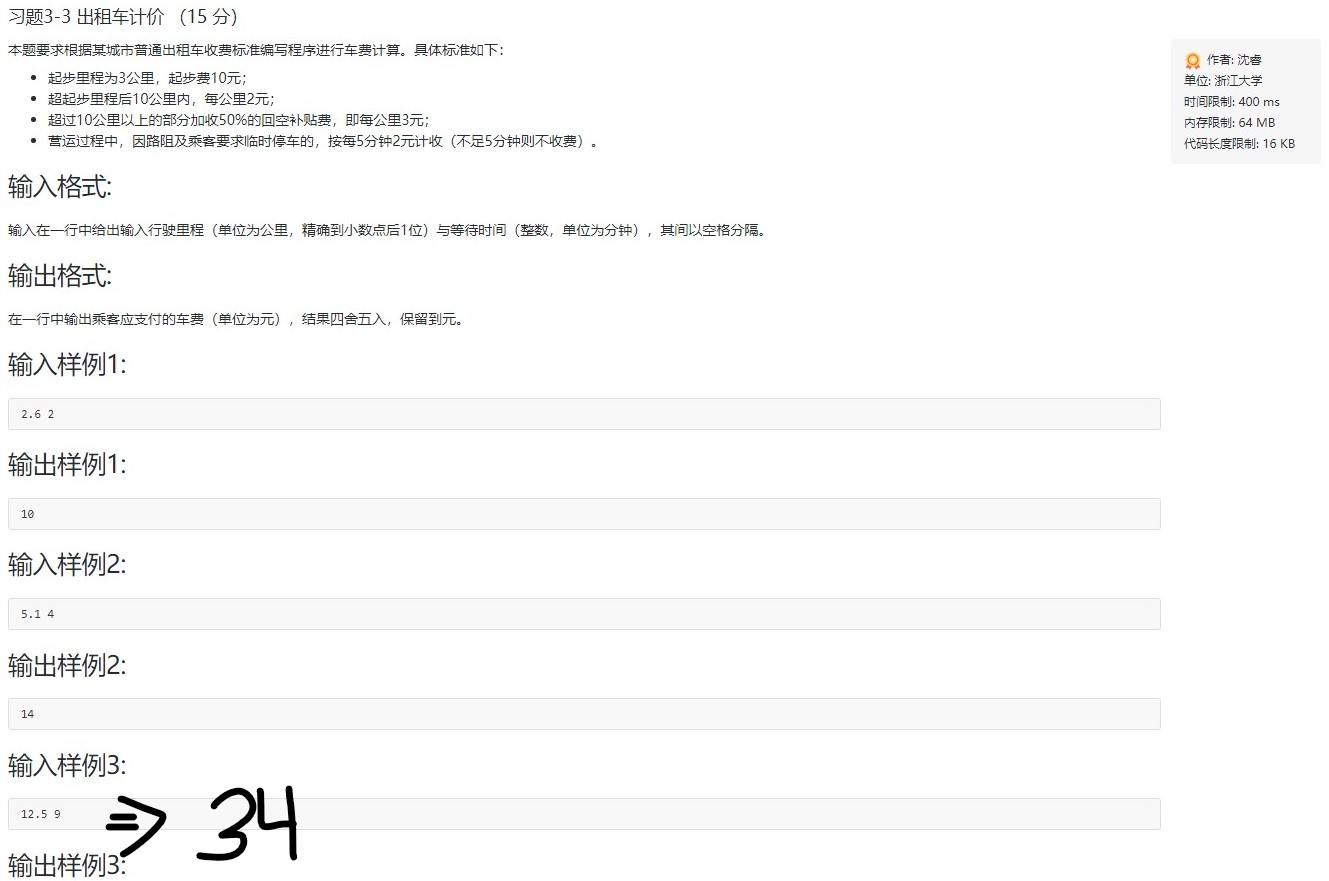 习题3-3 出租车计价 （15 分）
本题要求根据某城市普通出租车收费标准编写程序进行车费计算。具体标准如下：
起步里程为3公里，起步费10元；
超起步里程后10公里内，每公里2元；
超过10公里以上的部分加收50%的回空补贴费，即每公里3元；
营运过程中，因路阻及乘客要求临时停车的，按每5分钟2元计收（不足5分钟则不收费）。
作者: 沈睿
单位: 浙江大学
时间限制: 400 ms
内存限制: 64 MB
代码长度限制: 16 KB
输入格式:
输入在一行中给出输入行驶里程（单位为公里，精确到小数点后1位）与等待时间（整数，单位为分钟），其间以空格分隔。
输出格式:
在一行中输出乘客应支付的车费（单位为元），结果四舍五入，保留到元。
输入样例1:
2.6 2
输出样例1:
10
输入样例2:
5.1 4
输出样例2:
14
输入样例3:
12.5 9 ⇒ 34
输出样例3: